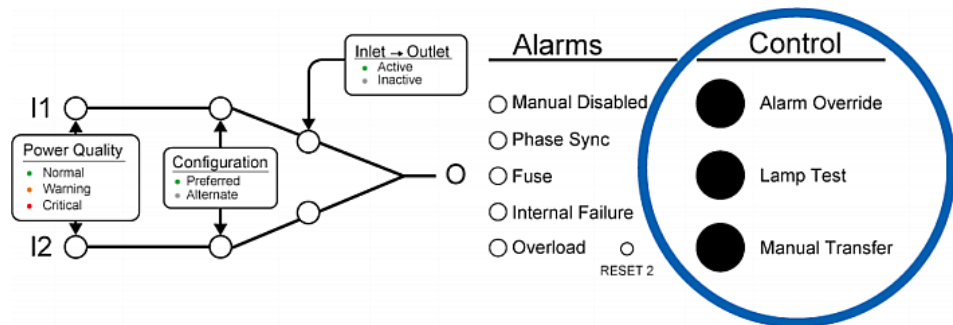 I1
Power Quality
Normal
Warning
Critical
I2
Configuration
Preferred
Alternate
Inlet → Outlet
Active
Inactive
O
Alarms
Manual Disabled
Phase Sync
Fuse
Internal Failure
Overload
RESET 2
Control
Alarm Override
Lamp Test
Manual Transfer